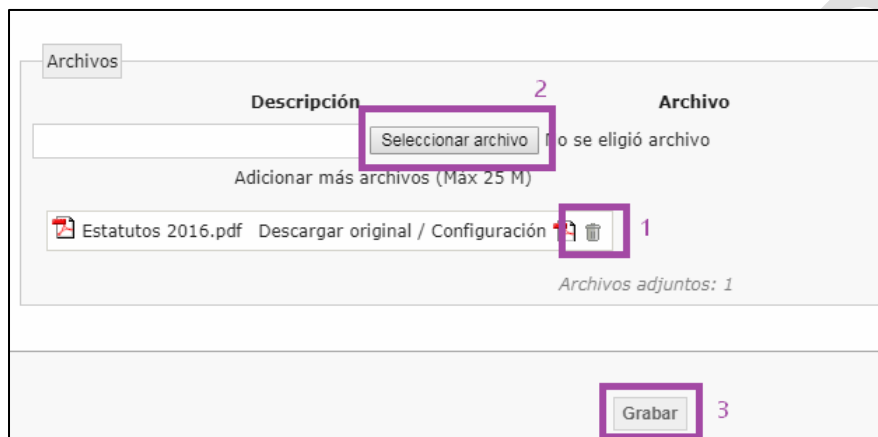 Archivos
Descripción 2 Archivo
Seleccionar archivo No se eligió archivo
Adicionar más archivos (Máx 25 M)
Estatutos 2016.pdf Descargar original / Configuración 1
Archivos adjuntos: 1
Grabar 3